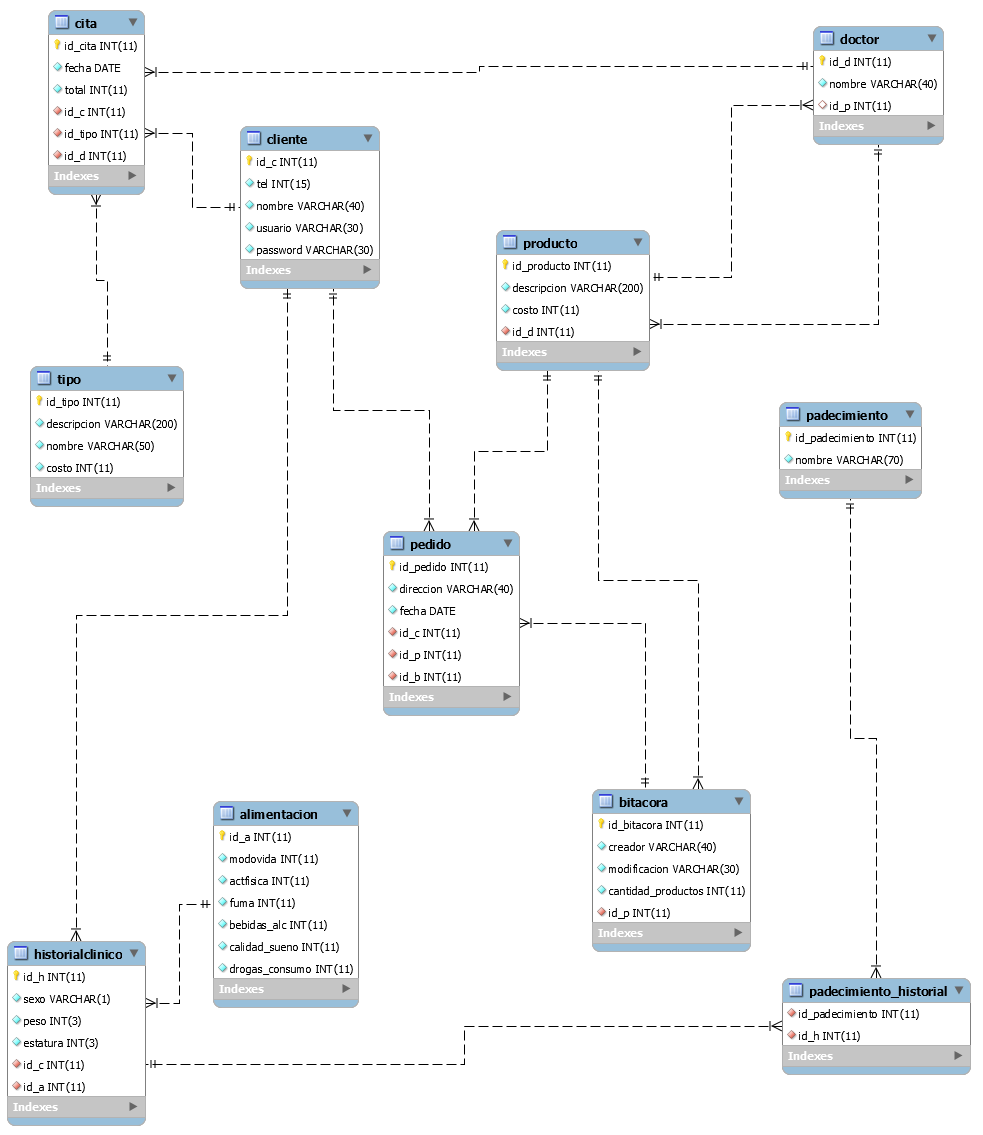 cita
id_cita INT(11)
fecha DATE
total INT(11)
id_c INT(11)
id_tipo INT(11)
id_d INT(11)
Indexes
doctor
id_d INT(11)
nombre VARCHAR(40)
id_p INT(11)
Indexes
cliente
id_c INT(11)
tel INT(15)
nombre VARCHAR(40)
usuario VARCHAR(30)
password VARCHAR(30)
Indexes
producto
id_producto INT(11)
descripcion VARCHAR(200)
costo INT(11)
id_d INT(11)
Indexes
tipo
id_tipo INT(11)
descripcion VARCHAR(200)
nombre VARCHAR(50)
costo INT(11)
Indexes
padecimiento
id_padecimiento INT(11)
nombre VARCHAR(70)
Indexes
pedido
id_pedido INT(11)
direccion VARCHAR(40)
fecha DATE
id_c INT(11)
id_p INT(11)
id_b INT(11)
Indexes
bitacora
id_bitacora INT(11)
creador VARCHAR(40)
modificacion VARCHAR(30)
cantidad_productos INT(11)
id_p INT(11)
Indexes
alimentacion
id_a INT(11)
modovida INT(11)
actfisica INT(11)
fuma INT(11)
bebidas_alc INT(11)
calidad_sueno INT(11)
drogas_consumo INT(11)
Indexes
historialclinico
id_h INT(11)
sexo VARCHAR(1)
peso INT(3)
estatura INT(3)
id_c INT(11)
id_a INT(11)
Indexes
padecimiento_historial
id_padecimiento INT(11)
id_h INT(11)
Indexes